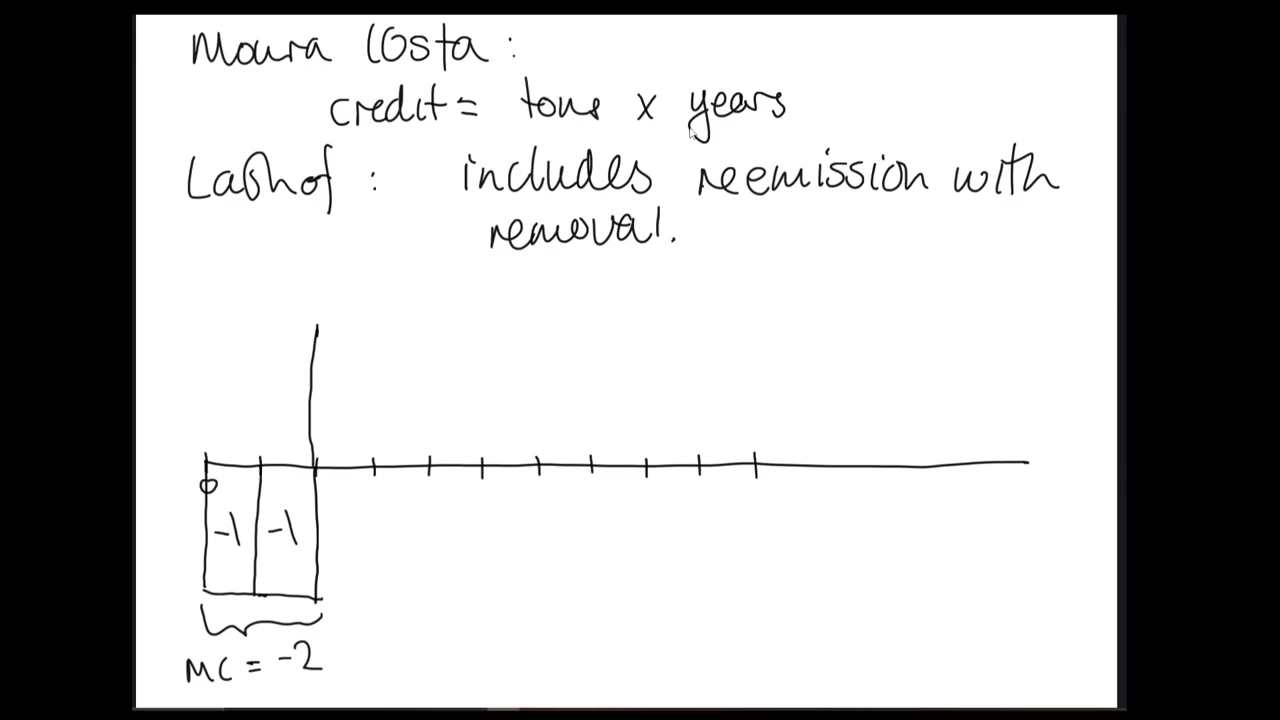 Moura Costa :
credit = tons x years
Lashof : includes reemission with
removal.
0
-1 -1
MC = -2